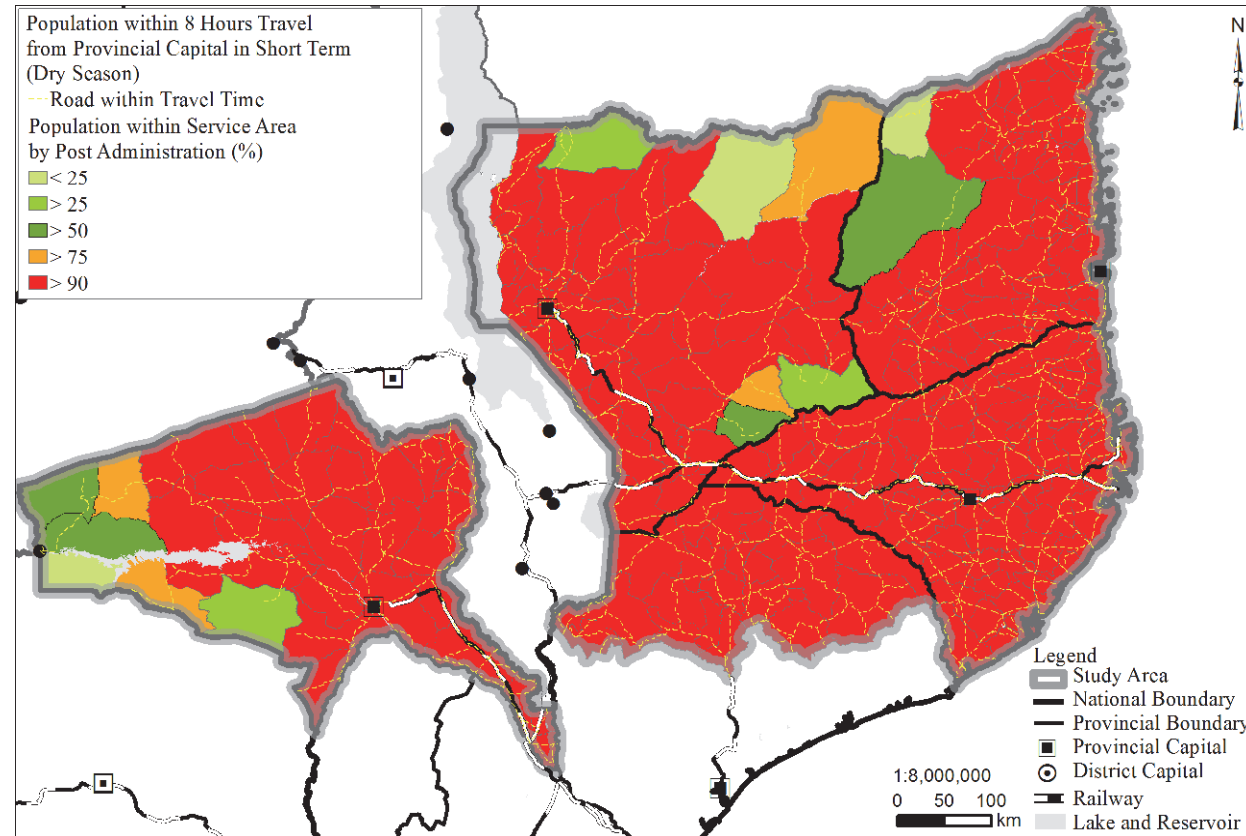 Population within 8 Hours Travel
from Provincial Capital in Short Term
(Dry Season)
Road within Travel Time
Population within Service Area
by Post Administration (%)
< 25
> 25
> 50
> 75
> 90
N
Legend
Study Area
National Boundary
Provincial Boundary
Provincial Capital
District Capital
Railway
Lake and Reservoir
1:8,000,000
0 50 100
km